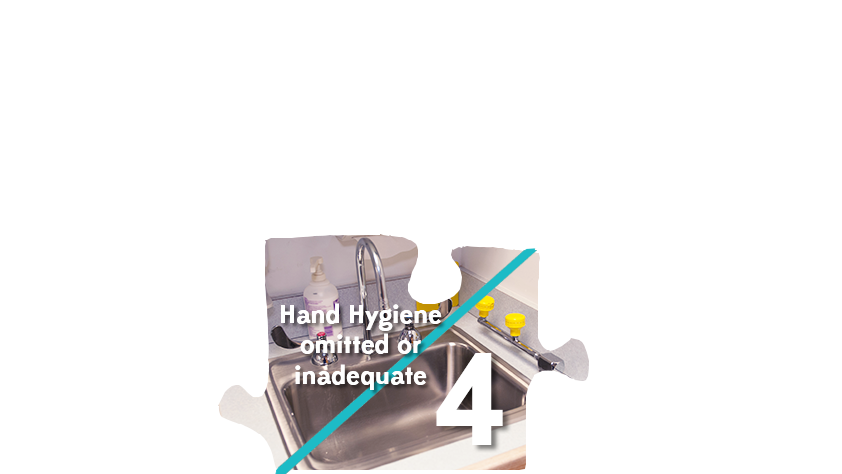 Hand Hygiene
omitted or
inadequate
4